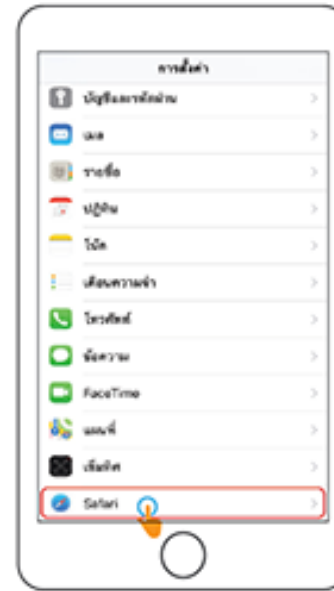 การตั้งค่า
บัญชีและรหัสผ่าน
เมล
รายชื่อ
ปฏิทิน
โน้ต
เตือนความจำ
โทรศัพท์
ข้อความ
FaceTime
แผนที่
เข็มทิศ
Safari